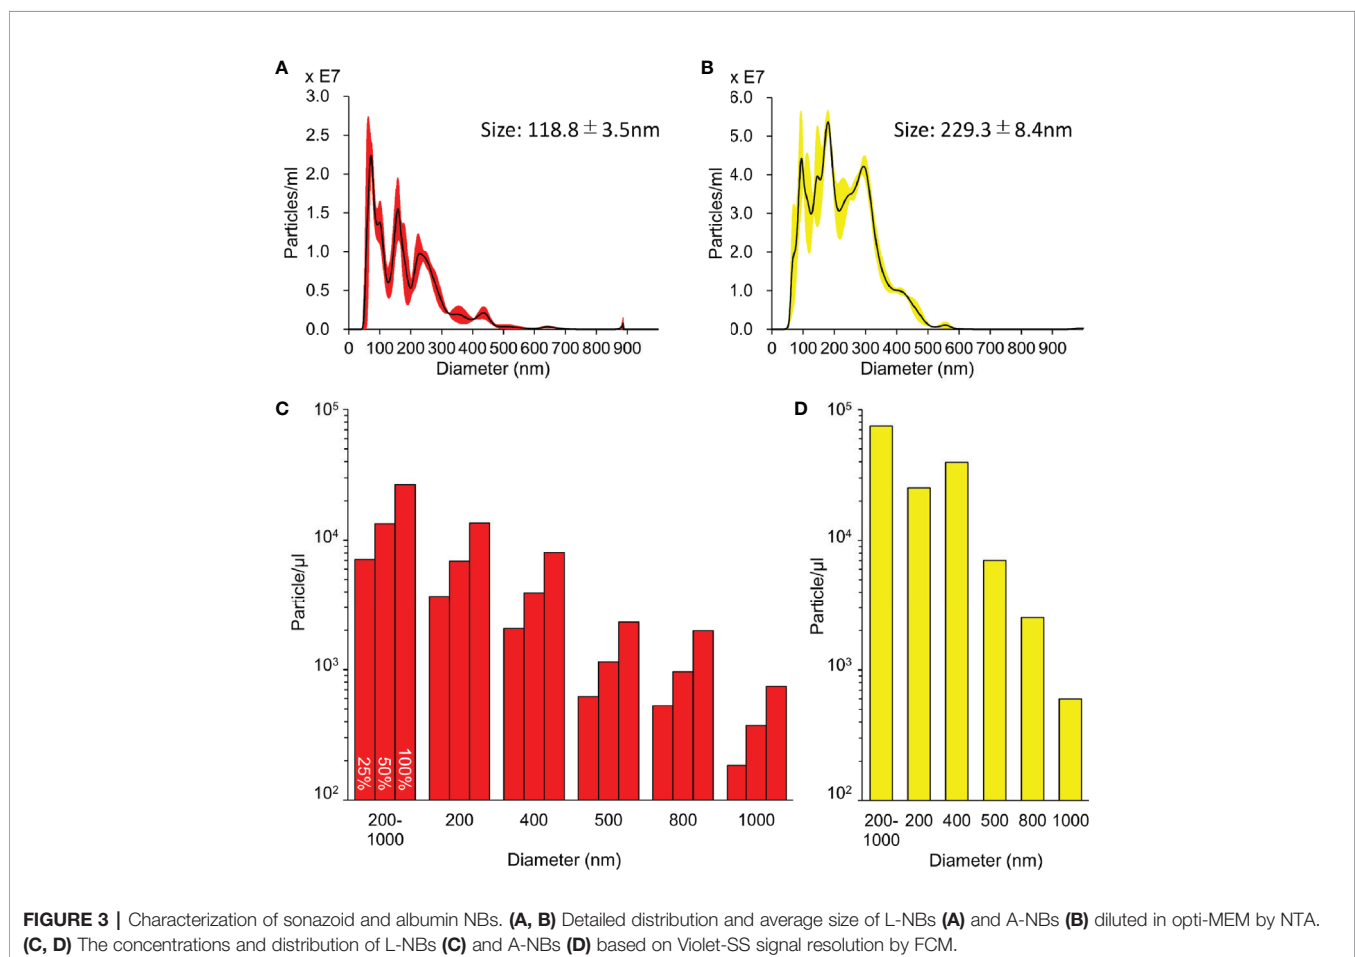 A
x E7
3.0
2.5
2.0
1.5
1.0
0.5
0.0
Particles/ml
Size: 118.8 ± 3.5nm
0 100 200 300 400 500 600 700 800 900
Diameter (nm)
B
x E7
6.0
5.0
4.0
3.0
2.0
1.0
0.0
Particles/ml
Size: 229.3 ± 8.4nm
0 100 200 300 400 500 600 700 800 900
Diameter (nm)
C
10⁵
10⁴
10³
10²
Particle/µl
25% 50% 100%
200-1000 200 400 500 800 1000
Diameter (nm)
D
10⁵
10⁴
10³
10²
Particle/µl
200-1000 200 400 500 800 1000
Diameter (nm)
FIGURE 3 | Characterization of sonazoid and albumin NBs. (A, B) Detailed distribution and average size of L-NBs (A) and A-NBs (B) diluted in opti-MEM by NTA.
(C, D) The concentrations and distribution of L-NBs (C) and A-NBs (D) based on Violet-SS signal resolution by FCM.